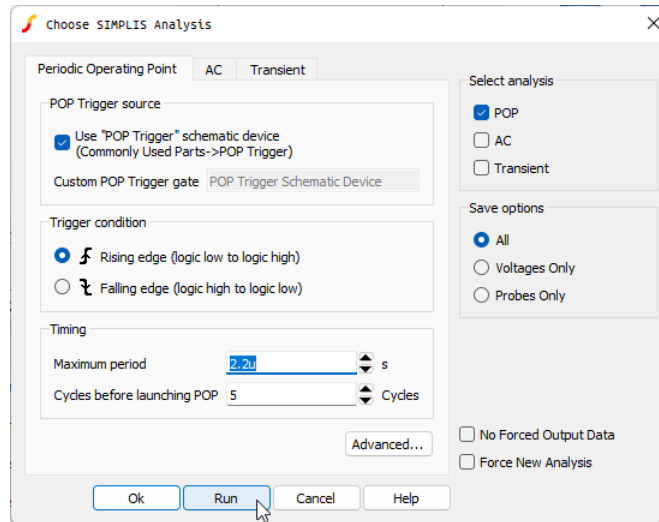 Choose SIMPLIS Analysis
Periodic Operating Point
AC
Transient
POP Trigger source
Use "POP Trigger" schematic device
(Commonly Used Parts->POP Trigger)
Custom POP Trigger gate POP Trigger Schematic Device
Trigger condition
Rising edge (logic low to logic high)
Falling edge (logic high to logic low)
Timing
Maximum period 2.2u s
Cycles before launching POP 5 Cycles
Advanced...
Select analysis
POP
AC
Transient
Save options
All
Voltages Only
Probes Only
No Forced Output Data
Force New Analysis
Ok
Run
Cancel
Help